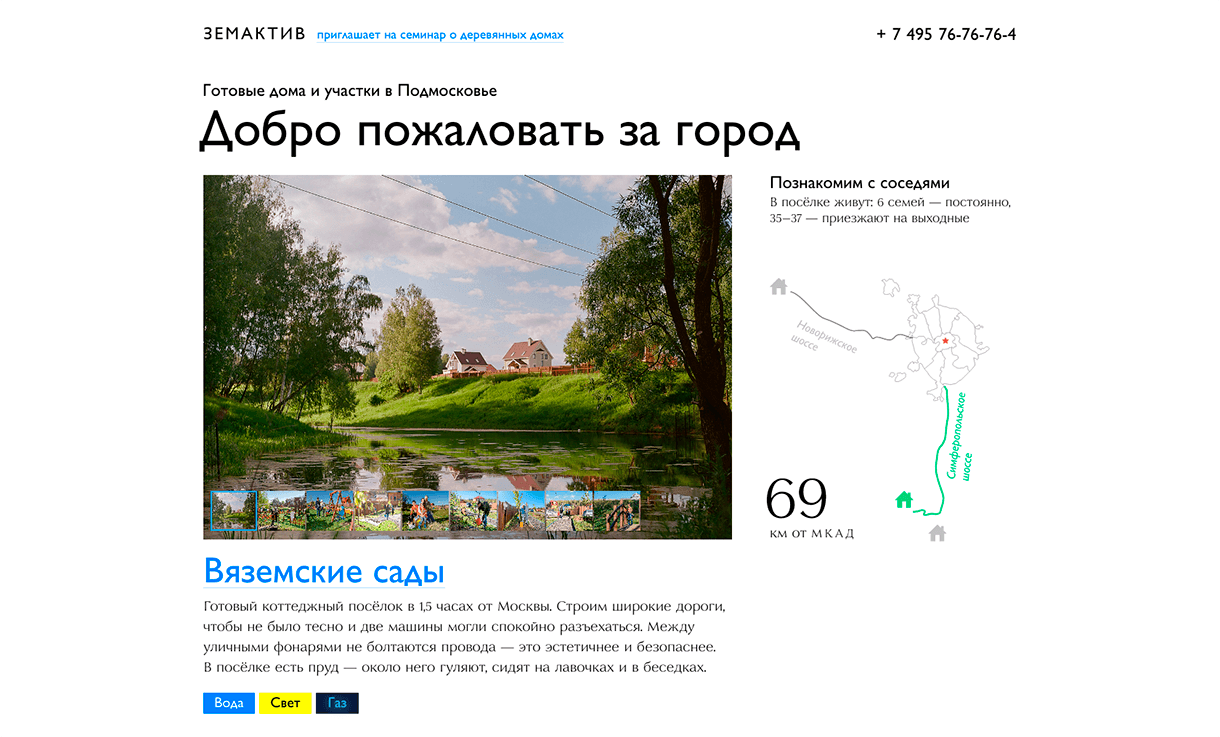 ЗЕМАКТИВ приглашает на семинар о деревянных домах
+ 7 495 76-76-76-4
Готовые дома и участки в Подмосковье
Добро пожаловать за город
Познакомим с соседями
В посёлке живут: 6 семей — постоянно,
35–37 — приезжают на выходные
Новорижское
шоссе
Симферопольское
шоссе
69
км от МКАД
Вяземские сады
Готовый коттеджный посёлок в 1,5 часах от Москвы. Строим широкие дороги,
чтобы не было тесно и две машины могли спокойно разъехаться. Между
уличными фонарями не болтаются провода — это эстетичнее и безопаснее.
В посёлке есть пруд — около него гуляют, сидят на лавочках и в беседках.
Вода Свет Газ